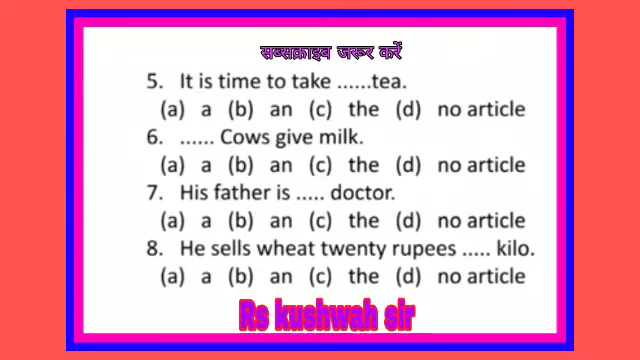 सब्सक्राइब जरूर करें
5. It is time to take ......tea.
(a) a (b) an (c) the (d) no article
6. ...... Cows give milk.
(a) a (b) an (c) the (d) no article
7. His father is ..... doctor.
(a) a (b) an (c) the (d) no article
8. He sells wheat twenty rupees ..... kilo.
(a) a (b) an (c) the (d) no article
Rs kushwah sir